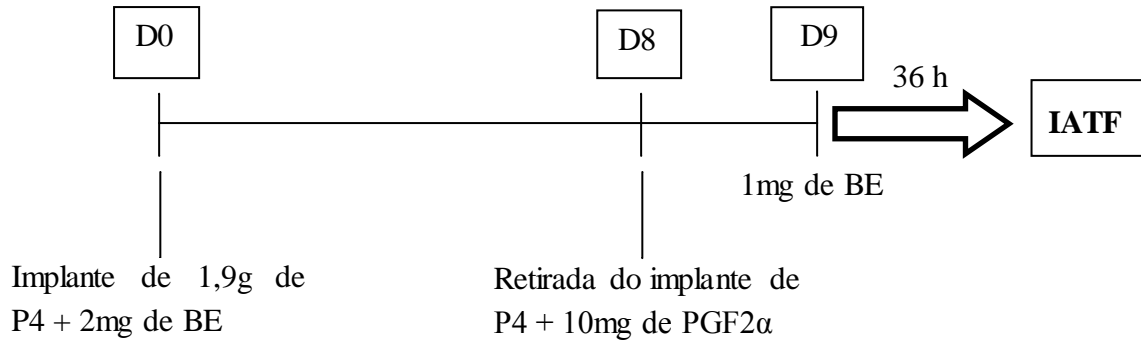 D0
D8
D9
36 h
IATF
1mg de BE
Implante de 1,9g de
P4 + 2mg de BE
Retirada do implante de
P4 + 10mg de PGF2α